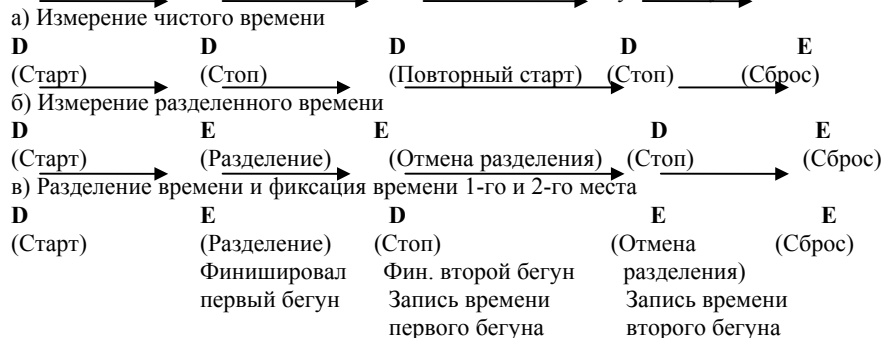 а) Измерение чистого времени
D D D D E
(Старт) (Стоп) (Повторный старт) (Стоп) (Сброс)
б) Измерение разделенного времени
D E E D E
(Старт) (Разделение) (Отмена разделения) (Стоп) (Сброс)
в) Разделение времени и фиксация времени 1-го и 2-го места
D E D E E
(Старт) (Разделение) (Стоп) (Отмена (Сброс)
Финишировал Фин. второй бегун разделения)
первый бегун Запись времени Запись времени
первого бегуна второго бегуна